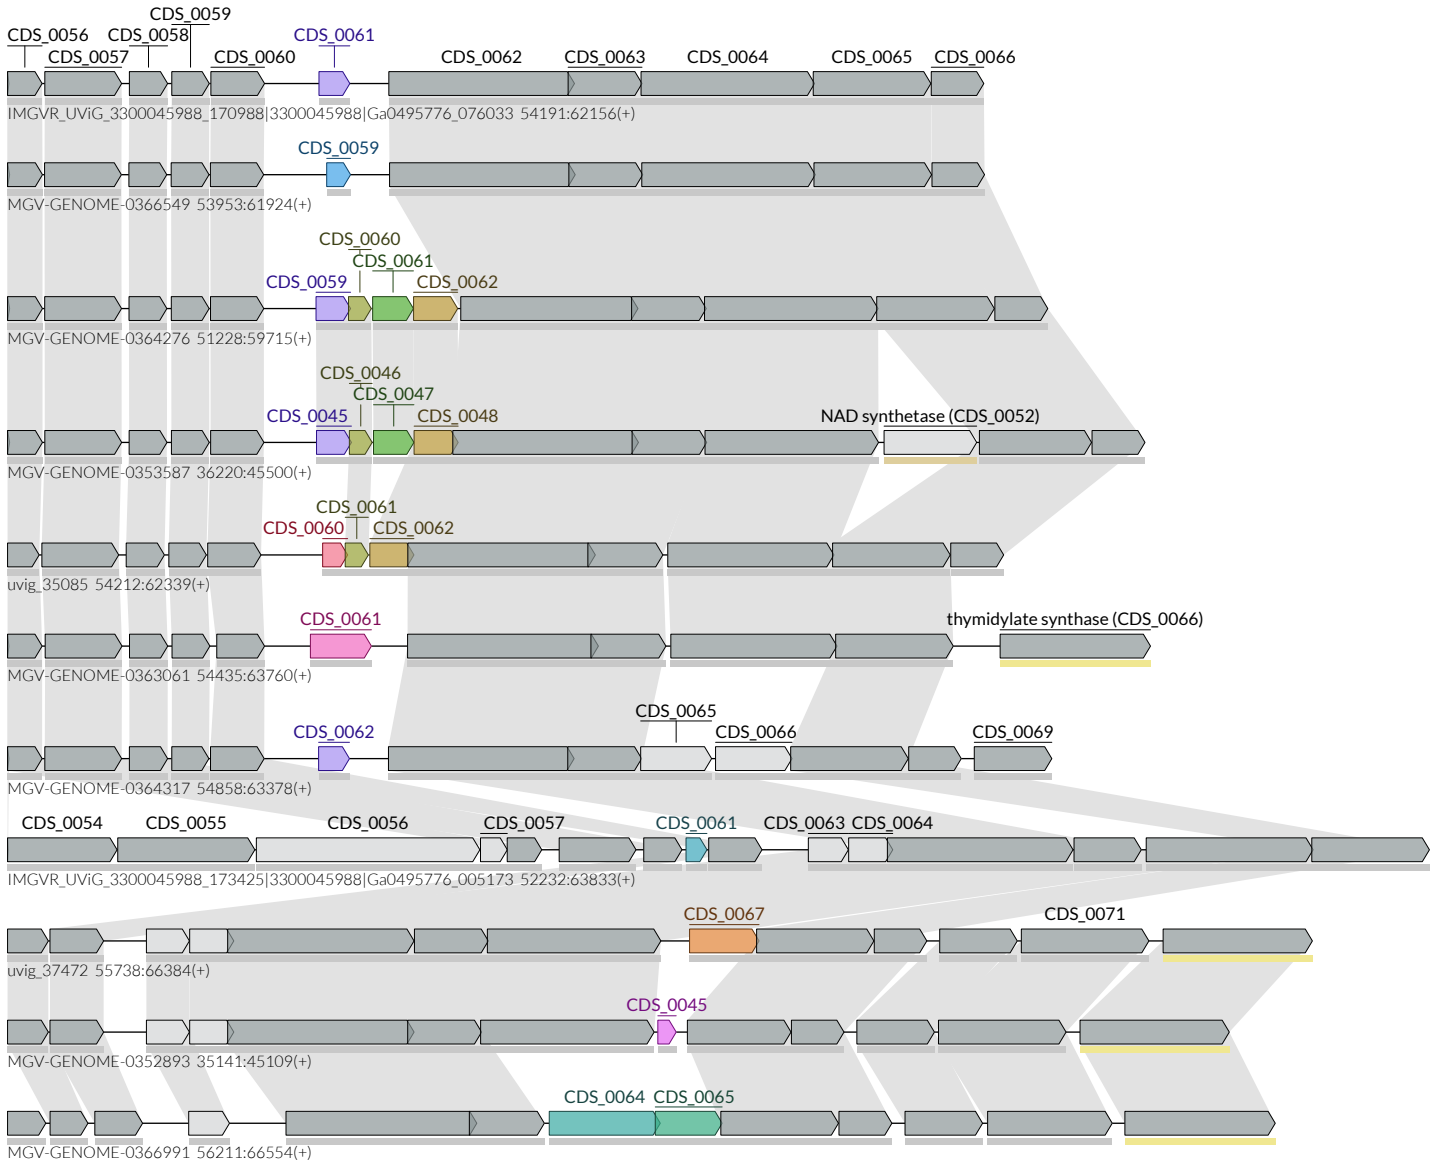 CDS_0059
CDS_0056 CDS_0058 CDS_0061
CDS_0057 CDS_0060 CDS_0062 CDS_0063 CDS_0064 CDS_0065 CDS_0066
IMGVR_UViG_3300045988_170988|3300045988|Ga0495776_076033 54191:62156(+)
CDS_0059
MGV-GENOME-0366549 53953:61924(+)
CDS_0060
CDS_0061
CDS_0059 CDS_0062
MGV-GENOME-0364276 51228:59715(+)
CDS_0046
CDS_0047
CDS_0045 CDS_0048 NAD synthetase (CDS_0052)
MGV-GENOME-0353587 36220:45500(+)
CDS_0061
CDS_0060 CDS_0062
uvig_35085 54212:62339(+)
CDS_0061 thymidylate synthase (CDS_0066)
MGV-GENOME-0363061 54435:63760(+)
CDS_0065
CDS_0062 CDS_0066 CDS_0069
MGV-GENOME-0364317 54858:63378(+)
CDS_0054 CDS_0055 CDS_0056 CDS_0057 CDS_0061 CDS_0063 CDS_0064
IMGVR_UViG_3300045988_173425|3300045988|Ga0495776_005173 52232:63833(+)
CDS_0067 CDS_0071
uvig_37472 55738:66384(+)
CDS_0045
MGV-GENOME-0352893 35141:45109(+)
CDS_0064 CDS_0065
MGV-GENOME-0366991 56211:66554(+)